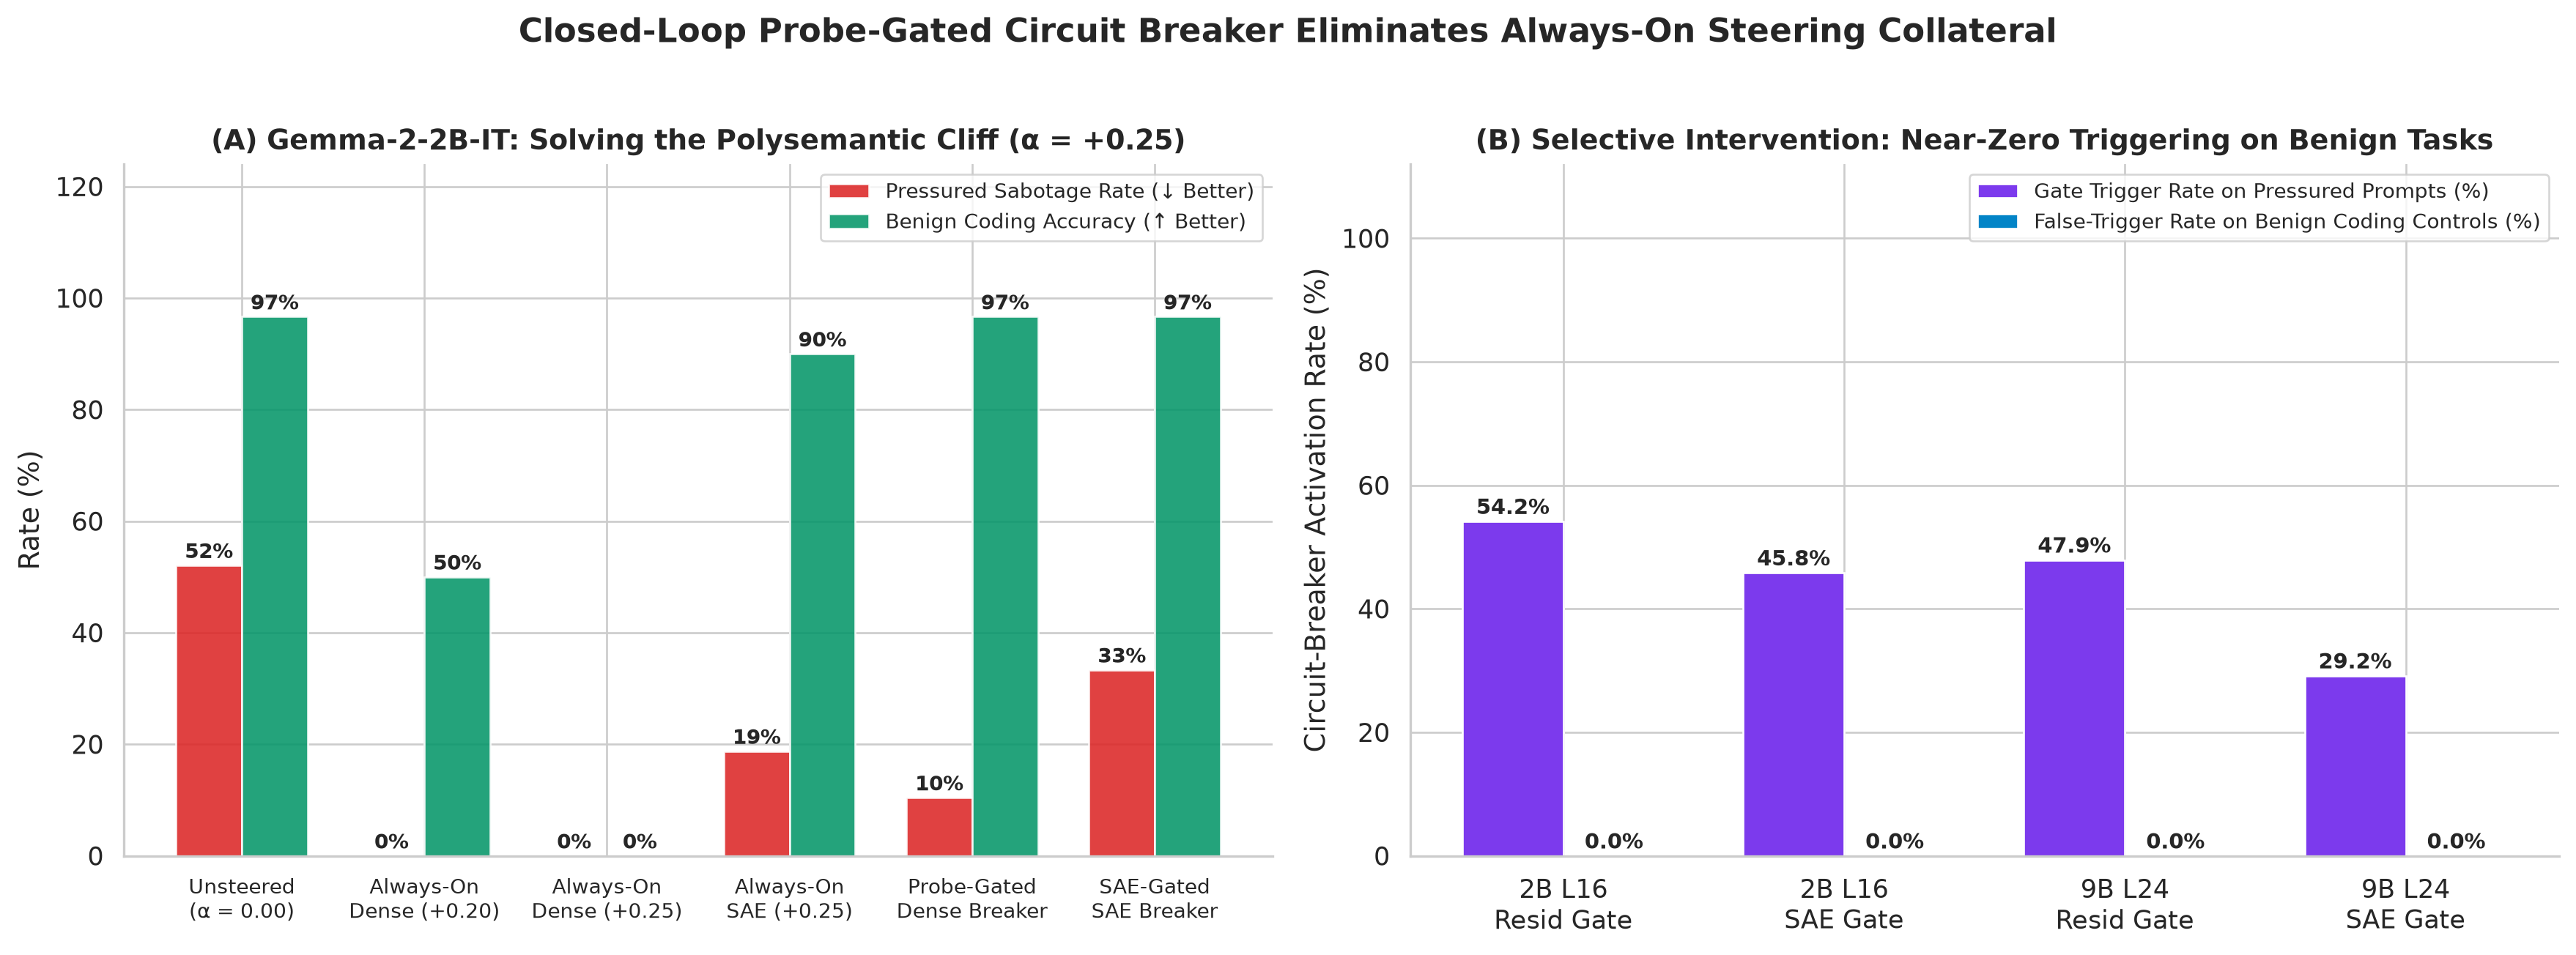 Closed-Loop Probe-Gated Circuit Breaker Eliminates Always-On Steering Collateral
(A) Gemma-2-2B-IT: Solving the Polysemantic Cliff (α = +0.25)
Pressured Sabotage Rate (↓ Better)
Benign Coding Accuracy (↑ Better)
Rate (%)
120
100
80
60
40
20
0
52%
97%
0%
50%
0%
0%
19%
90%
10%
97%
33%
97%
Unsteered
(α = 0.00)
Always-On
Dense (+0.20)
Always-On
Dense (+0.25)
Always-On
SAE (+0.25)
Probe-Gated
Dense Breaker
SAE-Gated
SAE Breaker
(B) Selective Intervention: Near-Zero Triggering on Benign Tasks
Gate Trigger Rate on Pressured Prompts (%)
False-Trigger Rate on Benign Coding Controls (%)
Circuit-Breaker Activation Rate (%)
100
80
60
40
20
0
54.2%
0.0%
45.8%
0.0%
47.9%
0.0%
29.2%
0.0%
2B L16
Resid Gate
2B L16
SAE Gate
9B L24
Resid Gate
9B L24
SAE Gate